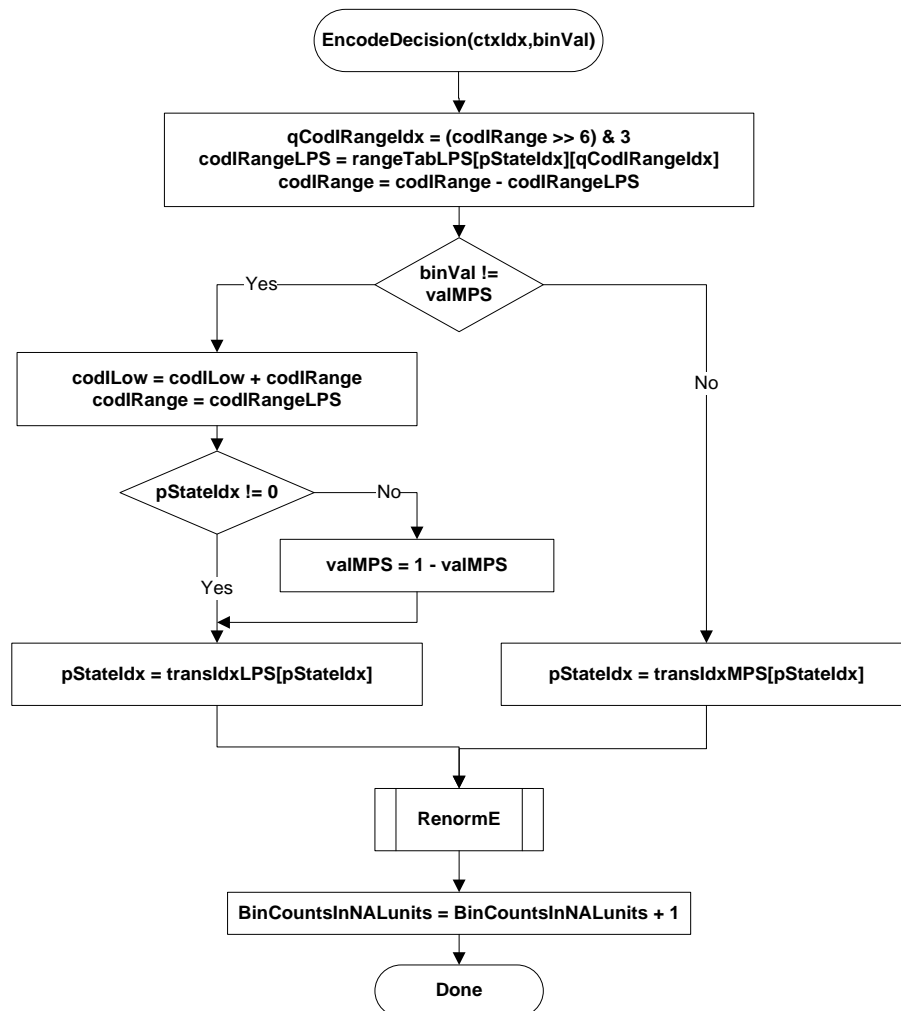 EncodeDecision(ctxIdx,binVal)
qCodIRangeIdx = (codIRange >> 6) & 3
codIRangeLPS = rangeTabLPS[pStateIdx][qCodIRangeIdx]
codIRange = codIRange - codIRangeLPS
binVal !=
valMPS
Yes
No
codILow = codILow + codIRange
codIRange = codIRangeLPS
pStateIdx != 0
No
valMPS = 1 - valMPS
Yes
pStateIdx = transIdxLPS[pStateIdx]
pStateIdx = transIdxMPS[pStateIdx]
RenormE
BinCountsInNALunits = BinCountsInNALunits + 1
Done